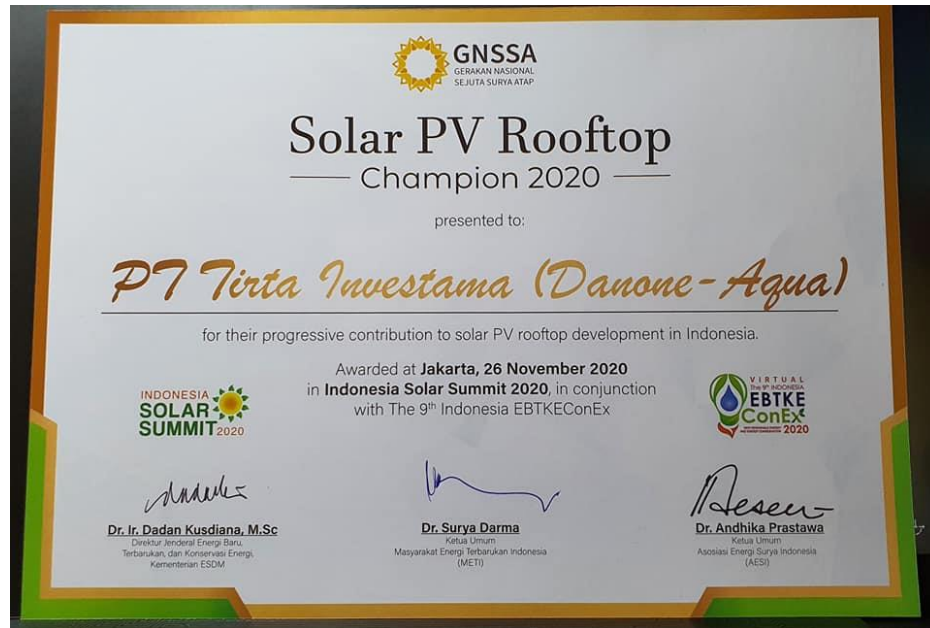 GNSSA
GERAKAN NASIONAL
SEJUTA SURYA ATAP
Solar PV Rooftop
Champion 2020
presented to:
PT Tirta Investama (Danone-Aqua)
for their progressive contribution to solar PV rooftop development in Indonesia.
Awarded at Jakarta, 26 November 2020
in Indonesia Solar Summit 2020, in conjunction
with The 9th Indonesia EBTKEConEx
INDONESIA
SOLAR
SUMMIT 2020
VIRTUAL
The 9th INDONESIA
EBTKE
ConEx
2020
Dr. Ir. Dadan Kusdiana, M.Sc
Direktur Jenderal Energi Baru,
Terbarukan, dan Konservasi Energi,
Kementerian ESDM
Dr. Surya Darma
Ketua Umum
Masyarakat Energi Terbarukan Indonesia
(METI)
Dr. Andhika Prastawa
Ketua Umum
Asosiasi Energi Surya Indonesia
(AESI)